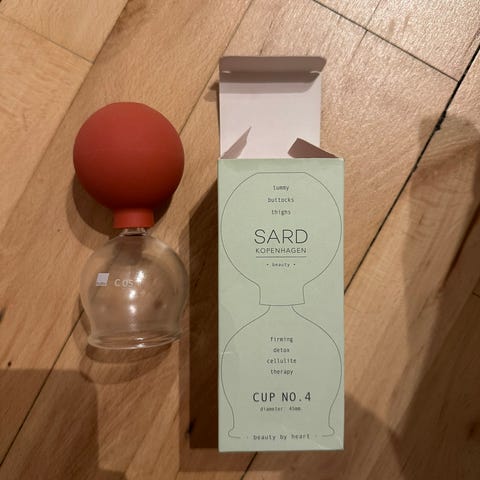 tummy
buttocks
thighs
SARD
KOPENHAGEN
• beauty •
firming
detox
cellulite
therapy
CUP NO.4
diameter: 45mm
· beauty by heart ·